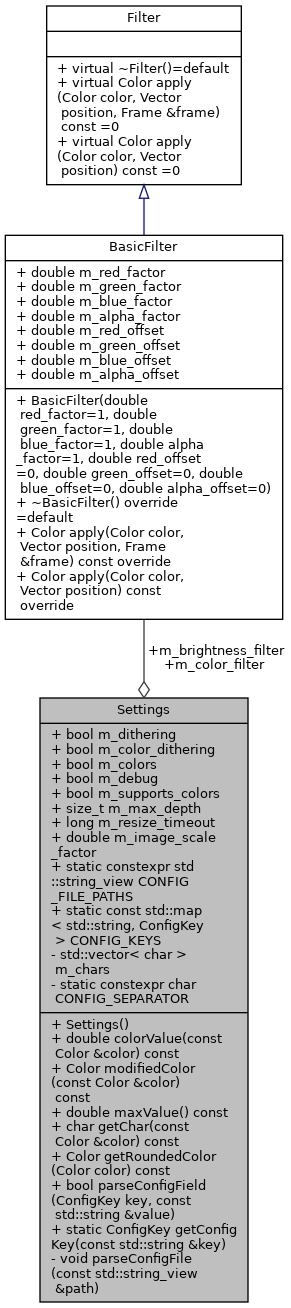 Filter
+ virtual ~Filter()=default
+ virtual Color apply
(Color color, Vector
position, Frame &frame)
const =0
+ virtual Color apply
(Color color, Vector
position) const =0
BasicFilter
+ double m_red_factor
+ double m_green_factor
+ double m_blue_factor
+ double m_alpha_factor
+ double m_red_offset
+ double m_green_offset
+ double m_blue_offset
+ double m_alpha_offset
+ BasicFilter(double
red_factor=1, double
green_factor=1, double
blue_factor=1, double alpha
_factor=1, double red_offset
=0, double green_offset=0, double
blue_offset=0, double alpha_offset=0)
+ ~BasicFilter() override
=default
+ Color apply(Color color,
Vector position, Frame
&frame) const override
+ Color apply(Color color,
Vector position) const
override
+m_brightness_filter
+m_color_filter
Settings
+ bool m_dithering
+ bool m_color_dithering
+ bool m_colors
+ bool m_debug
+ bool m_supports_colors
+ size_t m_max_depth
+ long m_resize_timeout
+ double m_image_scale
_factor
+ static constexpr std
::string_view CONFIG
_FILE_PATHS
+ static const std::map
< std::string, ConfigKey
> CONFIG_KEYS
- std::vector< char >
m_chars
- static constexpr char
CONFIG_SEPARATOR
+ Settings()
+ double colorValue(const
Color &color) const
+ Color modifiedColor
(const Color &color)
const
+ double maxValue() const
+ char getChar(const
Color &color) const
+ Color getRoundedColor
(Color color) const
+ bool parseConfigField
(ConfigKey key, const
std::string &value)
+ static ConfigKey getConfig
Key(const std::string &key)
- void parseConfigFile
(const std::string_view
&path)